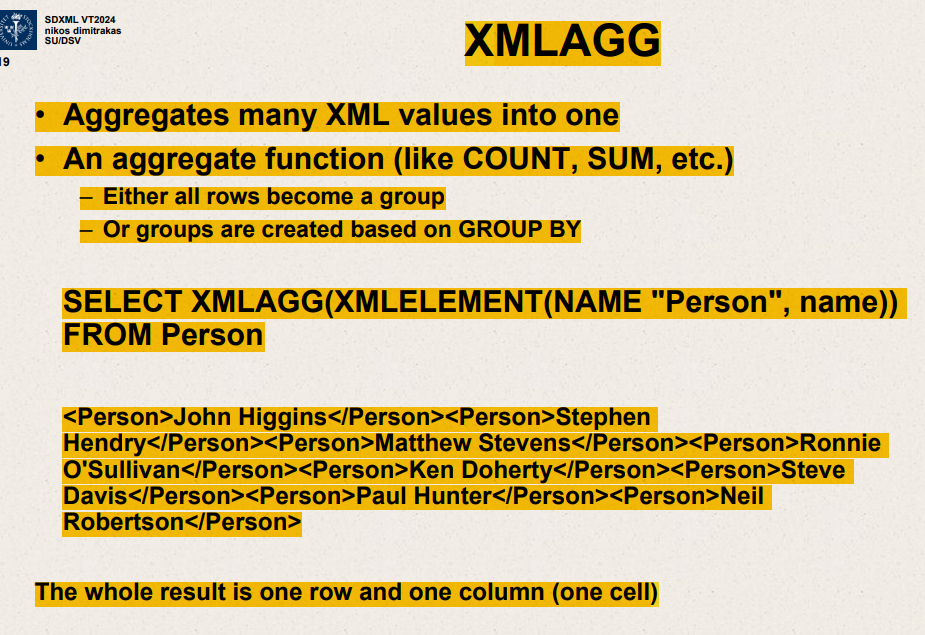 SDXML VT2024
nikos dimitrakas
SU/DSV
XMLAGG
• Aggregates many XML values into one
• An aggregate function (like COUNT, SUM, etc.)
– Either all rows become a group
– Or groups are created based on GROUP BY
SELECT XMLAGG(XMLELEMENT(NAME "Person", name))
FROM Person
<Person>John Higgins</Person><Person>Stephen
Hendry</Person><Person>Matthew Stevens</Person><Person>Ronnie
O'Sullivan</Person><Person>Ken Doherty</Person><Person>Steve
Davis</Person><Person>Paul Hunter</Person><Person>Neil
Robertson</Person>
The whole result is one row and one column (one cell)